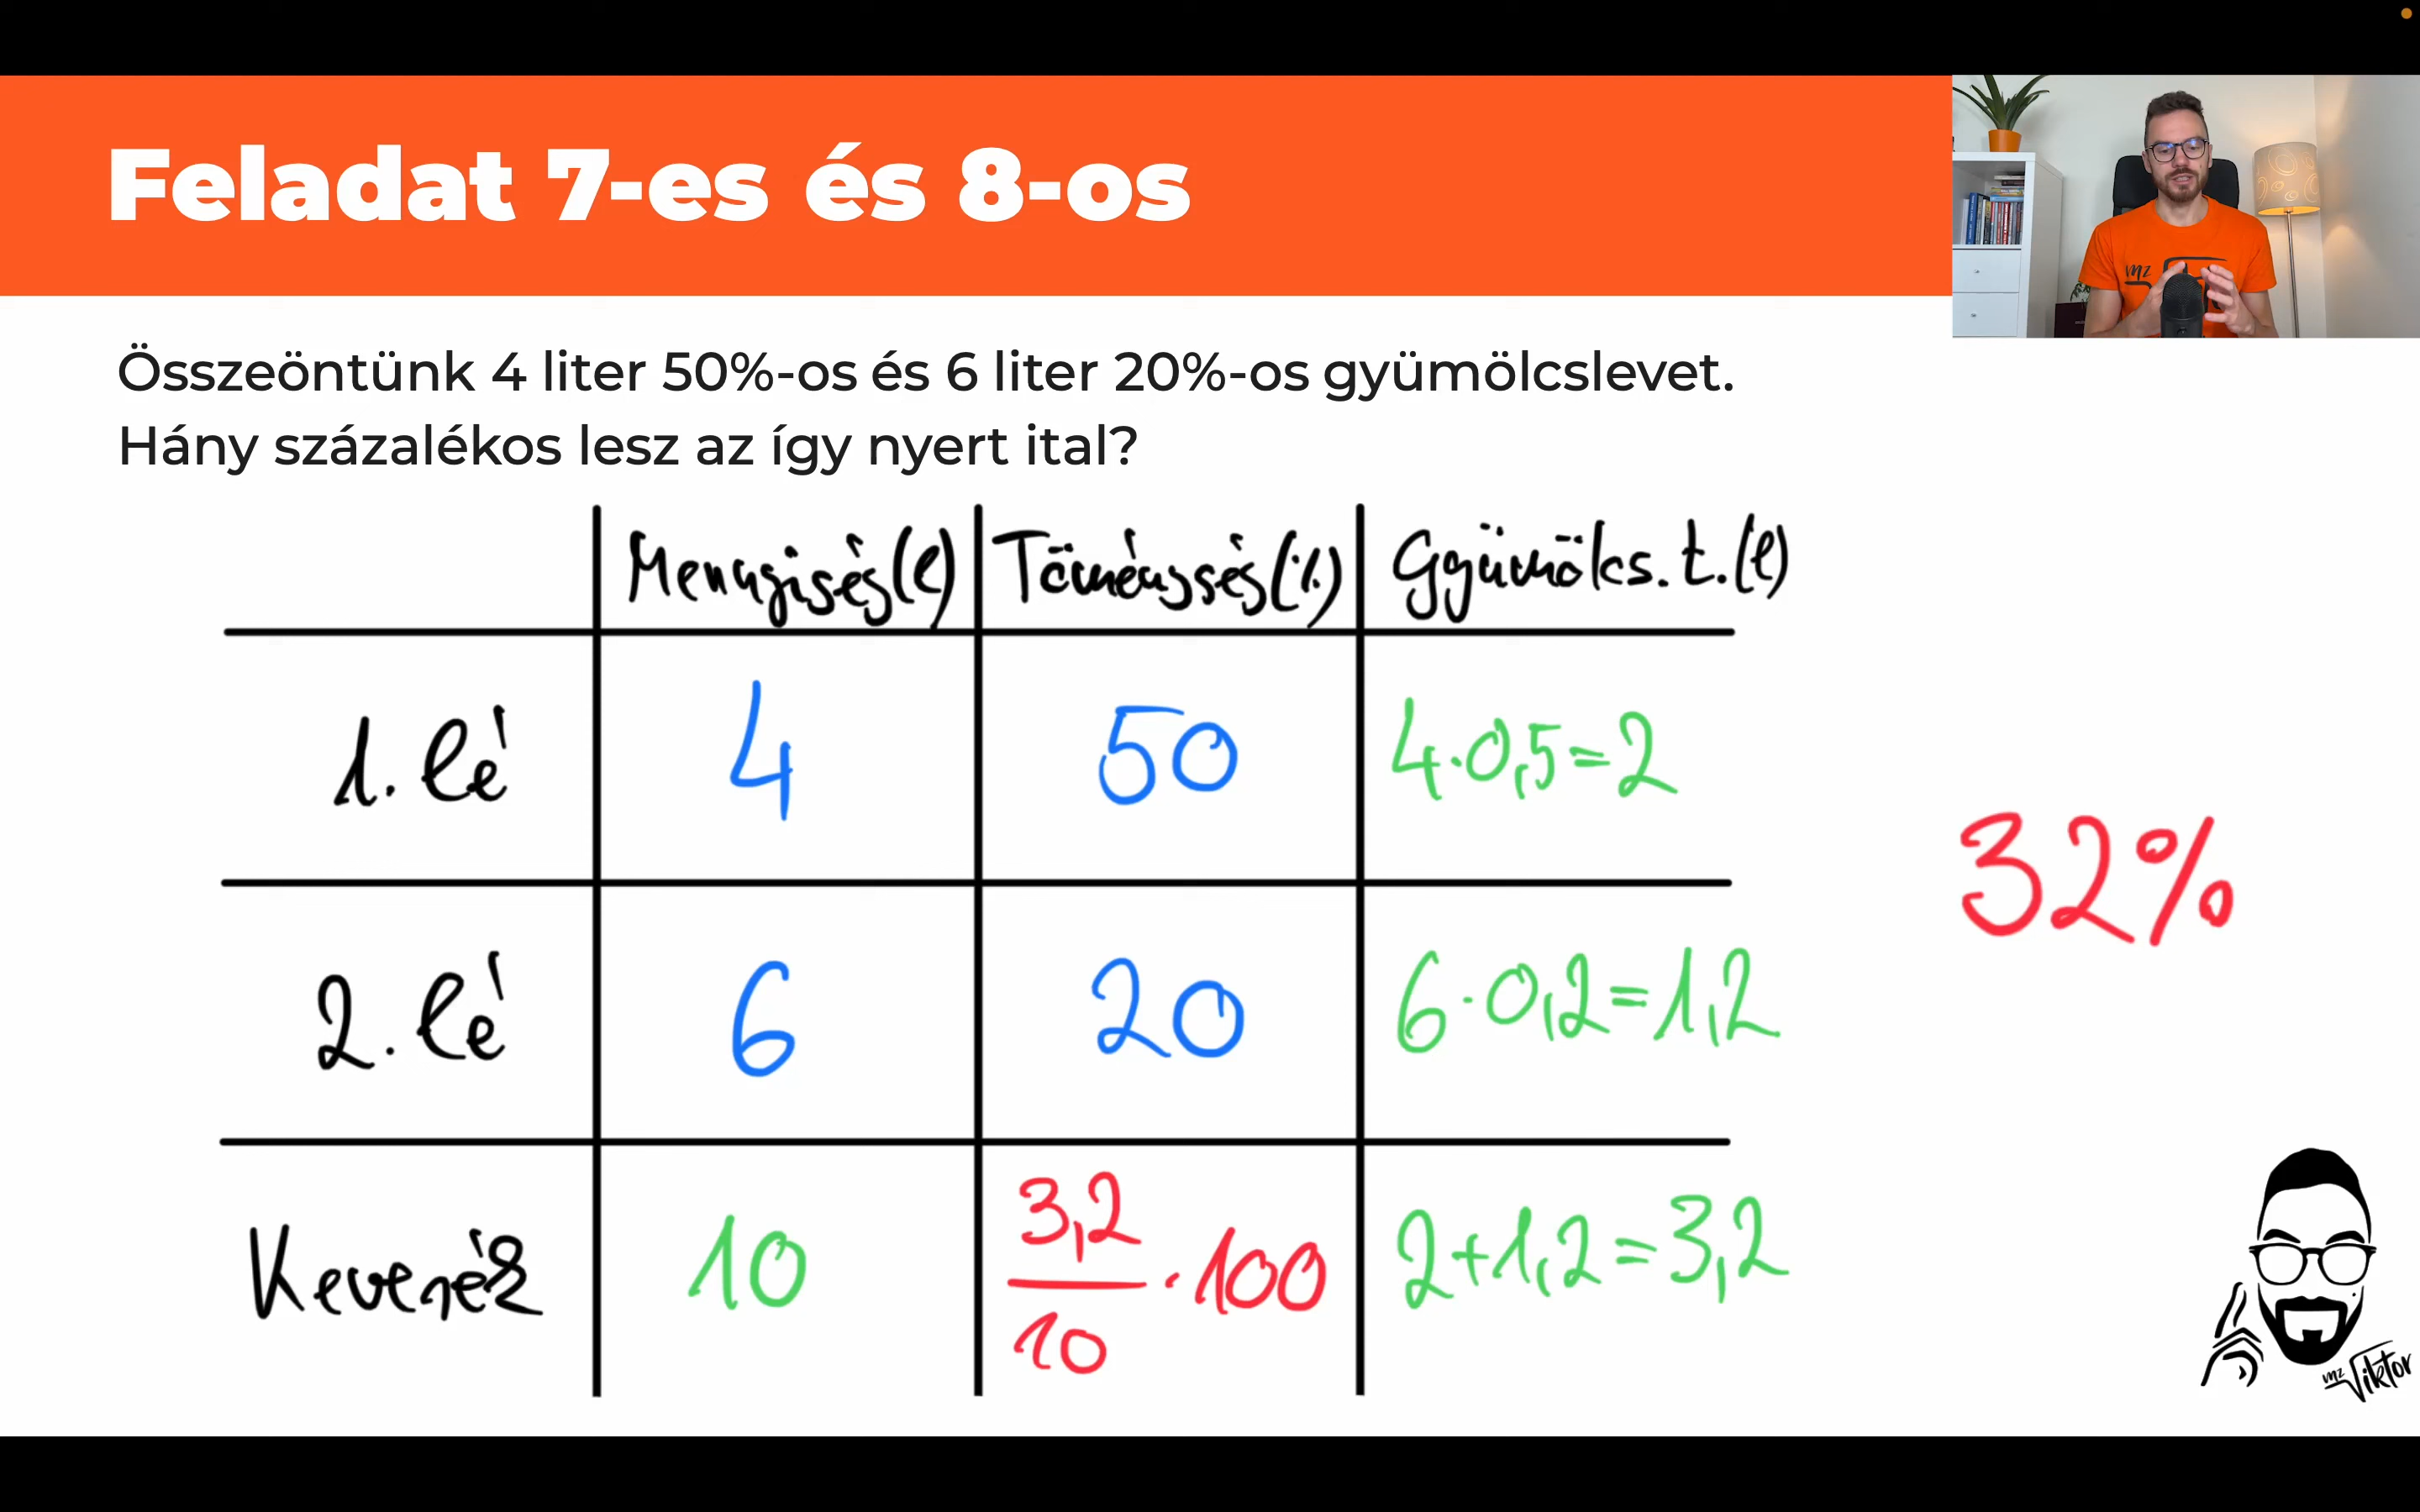 Feladat 7-es és 8-os
mz
Összeöntünk 4 liter 50%-os és 6 liter 20%-os gyümölcslevet.
Hány százalékos lesz az így nyert ital?
Mennyiség(l) Töménység(%) Gyümölcs.t.(l)
1. lé 4 50 4·0,5=2
32%
2. lé 6 20 6·0,2=1,2
Keverék 10 3,2/10 ·100 2+1,2=3,2
mz Viktor